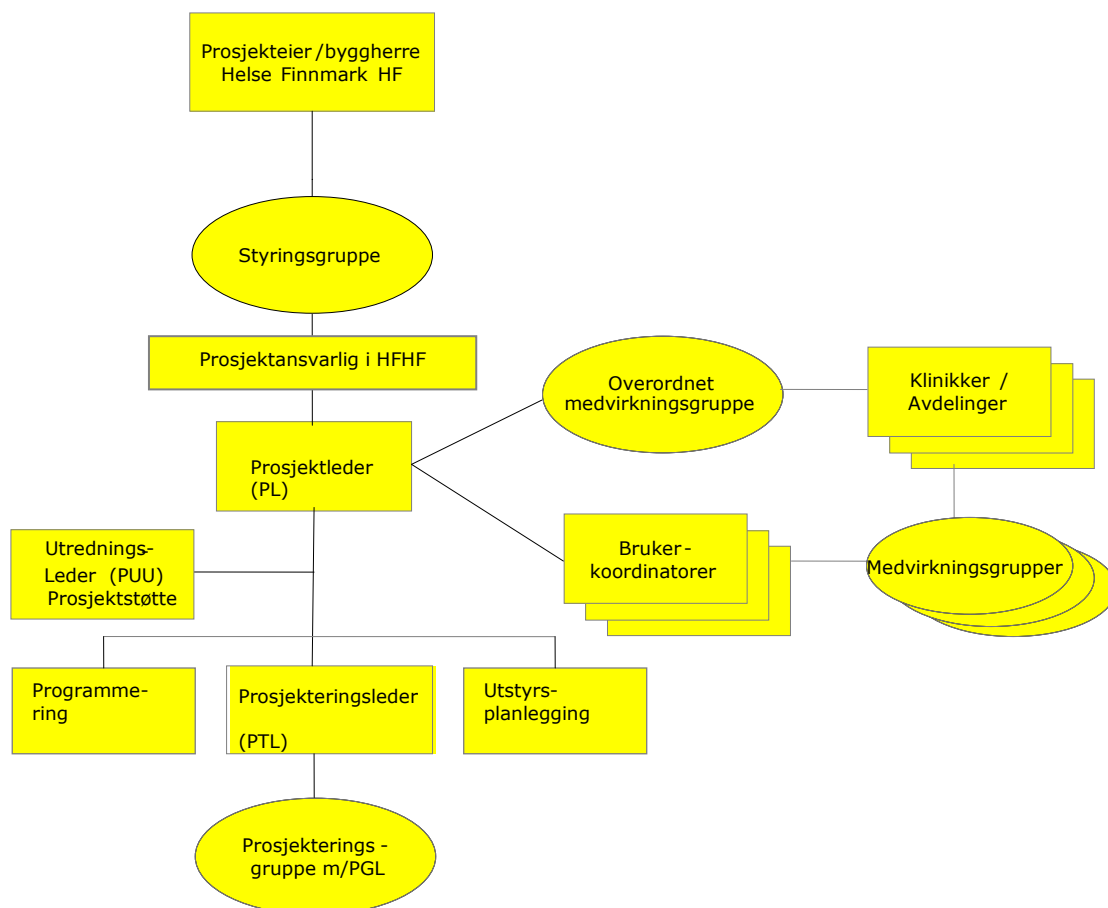 Prosjekteier /byggherre
Helse Finnmark HF
Styringsgruppe
Prosjektansvarlig i HFHF
Overordnet
medvirkningsgruppe
Klinikker /
Avdelinger
Prosjektleder
(PL)
Utrednings-
Leder (PUU)
Prosjektstøtte
Bruker-
koordinatorer
Medvirkningsgrupper
Programme-
ring
Prosjekteringsleder
(PTL)
Utstyrs-
planlegging
Prosjekterings -
gruppe m/PGL